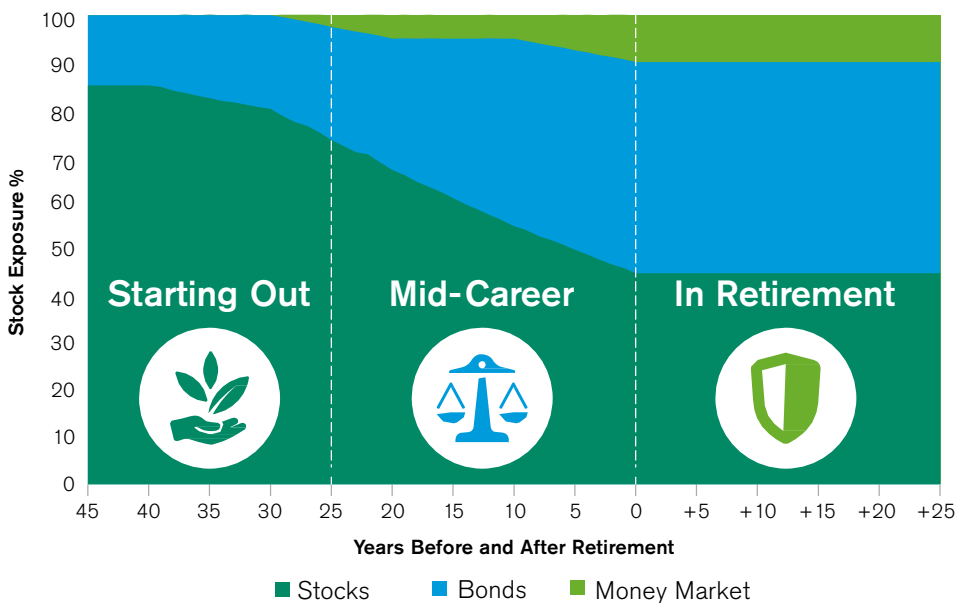 Stock Exposure %
100
90
80
70
60
50
40
30
20
10
0
Starting Out
Mid-Career
In Retirement
45 40 35 30 25 20 15 10 5 0 +5 +10 +15 +20 +25
Years Before and After Retirement
Stocks Bonds Money Market